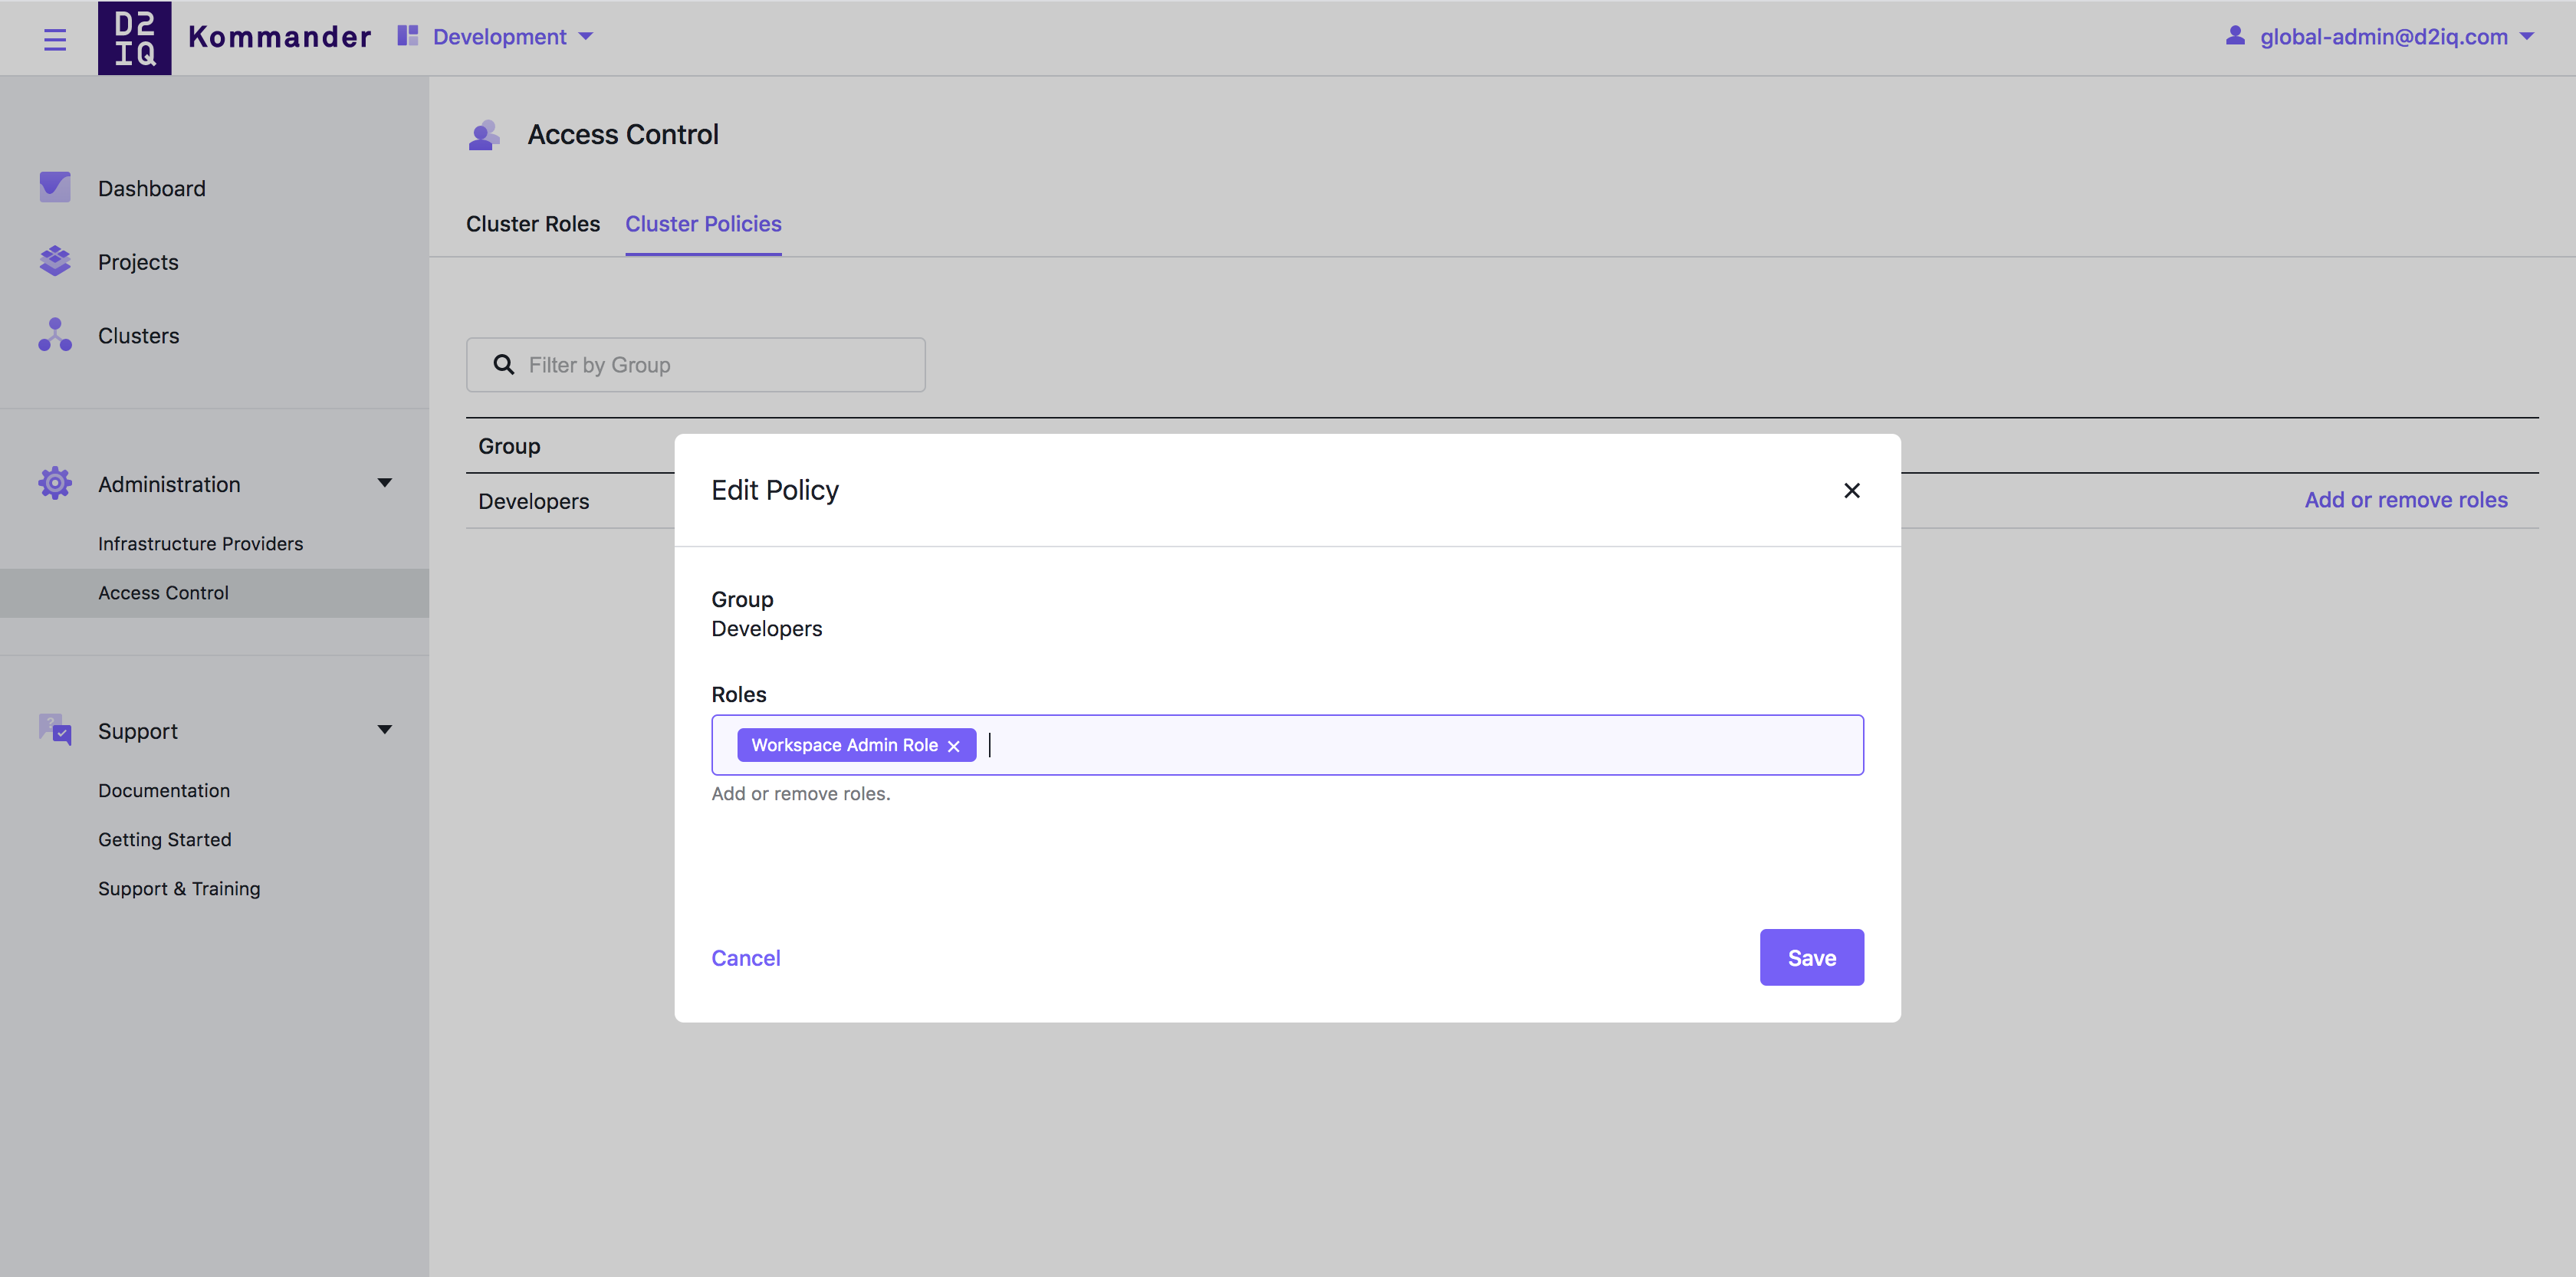 D2
IQ
Kommander
Development
global-admin@d2iq.com
Dashboard
Projects
Clusters
Administration
Infrastructure Providers
Access Control
Support
Documentation
Getting Started
Support & Training
Access Control
Cluster Roles Cluster Policies
Filter by Group
Group
Developers
Add or remove roles
Edit Policy
Group
Developers
Roles
Workspace Admin Role
Add or remove roles.
Cancel
Save